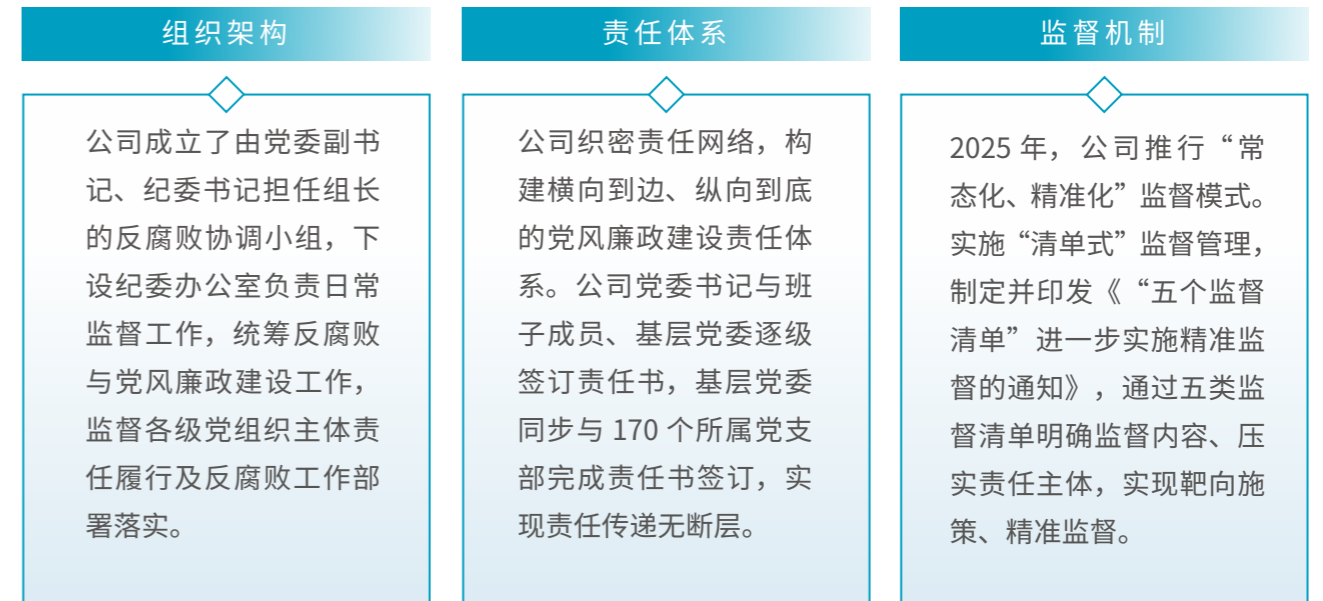 组织架构
公司成立了由党委副书
记、纪委书记担任组长
的反腐败协调小组，下
设纪委办公室负责日常
监督工作，统筹反腐败
与党风廉政建设工作，
监督各级党组织主体责
任履行及反腐败工作部
署落实。
责任体系
公司织密责任网络，构
建横向到边、纵向到底
的党风廉政建设责任体
系。公司党委书记与班
子成员、基层党委逐级
签订责任书，基层党委
同步与 170 个所属党支
部完成责任书签订，实
现责任传递无断层。
监督机制
2025 年，公司推行“常
态化、精准化”监督模式。
实施“清单式”监督管理，
制定并印发《“五个监督
清单”进一步实施精准监
督的通知》，通过五类监
督清单明确监督内容、压
实责任主体，实现靶向施
策、精准监督。